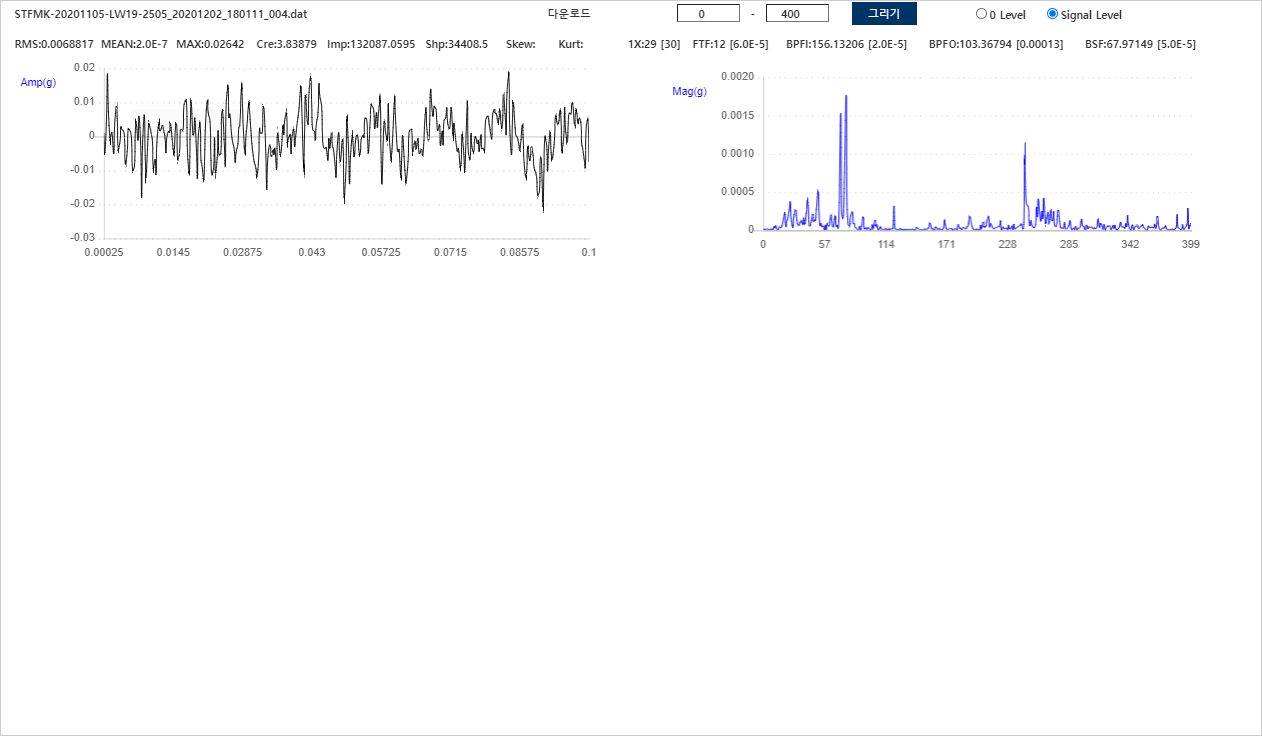 STFMK-20201105-LW19-2505_20201202_180111_004.dat 다운로드 0 - 400 그리기 0 Level Signal Level
RMS:0.0068817 MEAN:2.0E-7 MAX:0.02642 Cre:3.83879 Imp:132087.0595 Shp:34408.5 Skew: Kurt: 1X:29 [30] FTF:12 [6.0E-5] BPFI:156.13206 [2.0E-5] BPFO:103.36794 [0.00013] BSF:67.97149 [5.0E-5]
Amp(g)
0.02
0.01
0
-0.01
-0.02
-0.03
0.00025 0.0145 0.02875 0.043 0.05725 0.0715 0.08575 0.1
Mag(g)
0.0020
0.0015
0.0010
0.0005
0
0 57 114 171 228 285 342 399